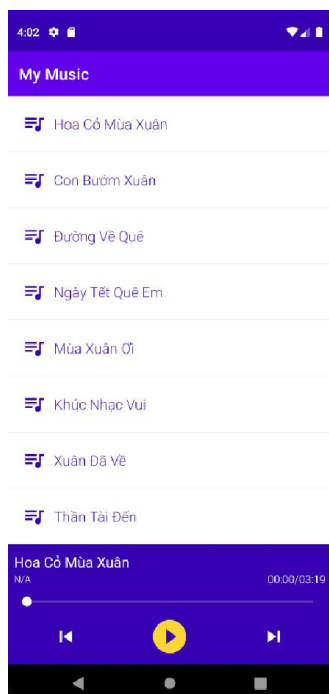 4:02
My Music
Hoa Cỏ Mùa Xuân
Con Bướm Xuân
Đường Về Quê
Ngày Tết Quê Em
Mùa Xuân Ơi
Khúc Nhạc Vui
Xuân Đã Về
Thần Tài Đến
Hoa Cỏ Mùa Xuân
N/A 00:00/03:19